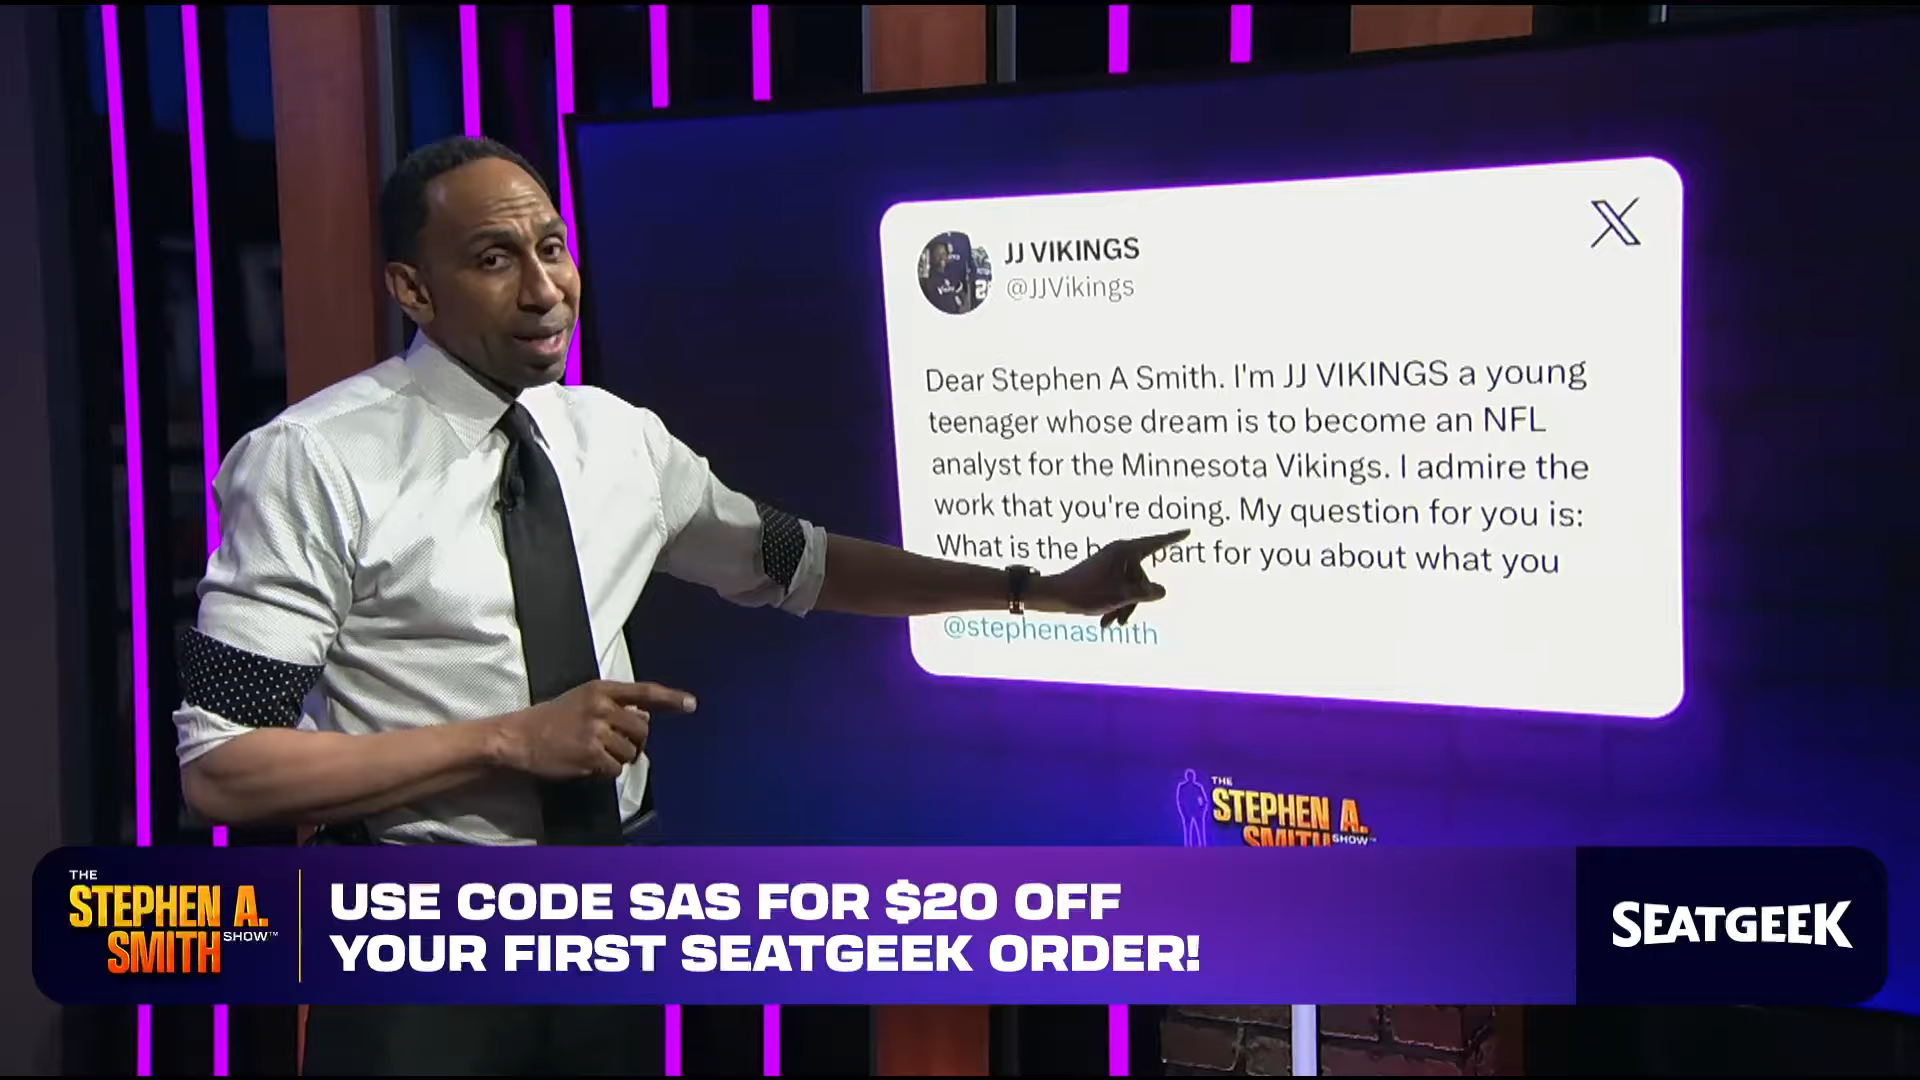 JJ VIKINGS
@JJVikings
Dear Stephen A Smith. I'm JJ VIKINGS a young
teenager whose dream is to become an NFL
analyst for the Minnesota Vikings. I admire the
work that you're doing. My question for you is:
What is the part for you about what you
@stephenasmith
THE
STEPHEN A.
SMITH SHOW™
THE
STEPHEN A.
SMITH SHOW™
USE CODE SAS FOR $20 OFF
YOUR FIRST SEATGEEK ORDER!
SEATGEEK